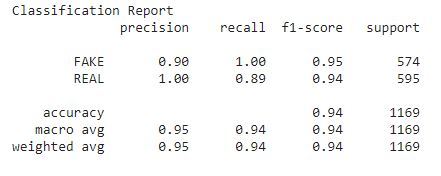 Classification Report
precision recall f1-score support
FAKE 0.90 1.00 0.95 574
REAL 1.00 0.89 0.94 595
accuracy 0.94 1169
macro avg 0.95 0.94 0.94 1169
weighted avg 0.95 0.94 0.94 1169